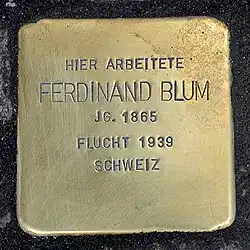 HIER ARBEITETE
FERDINAND BLUM
JG. 1865
FLUCHT 1939
SCHWEIZ